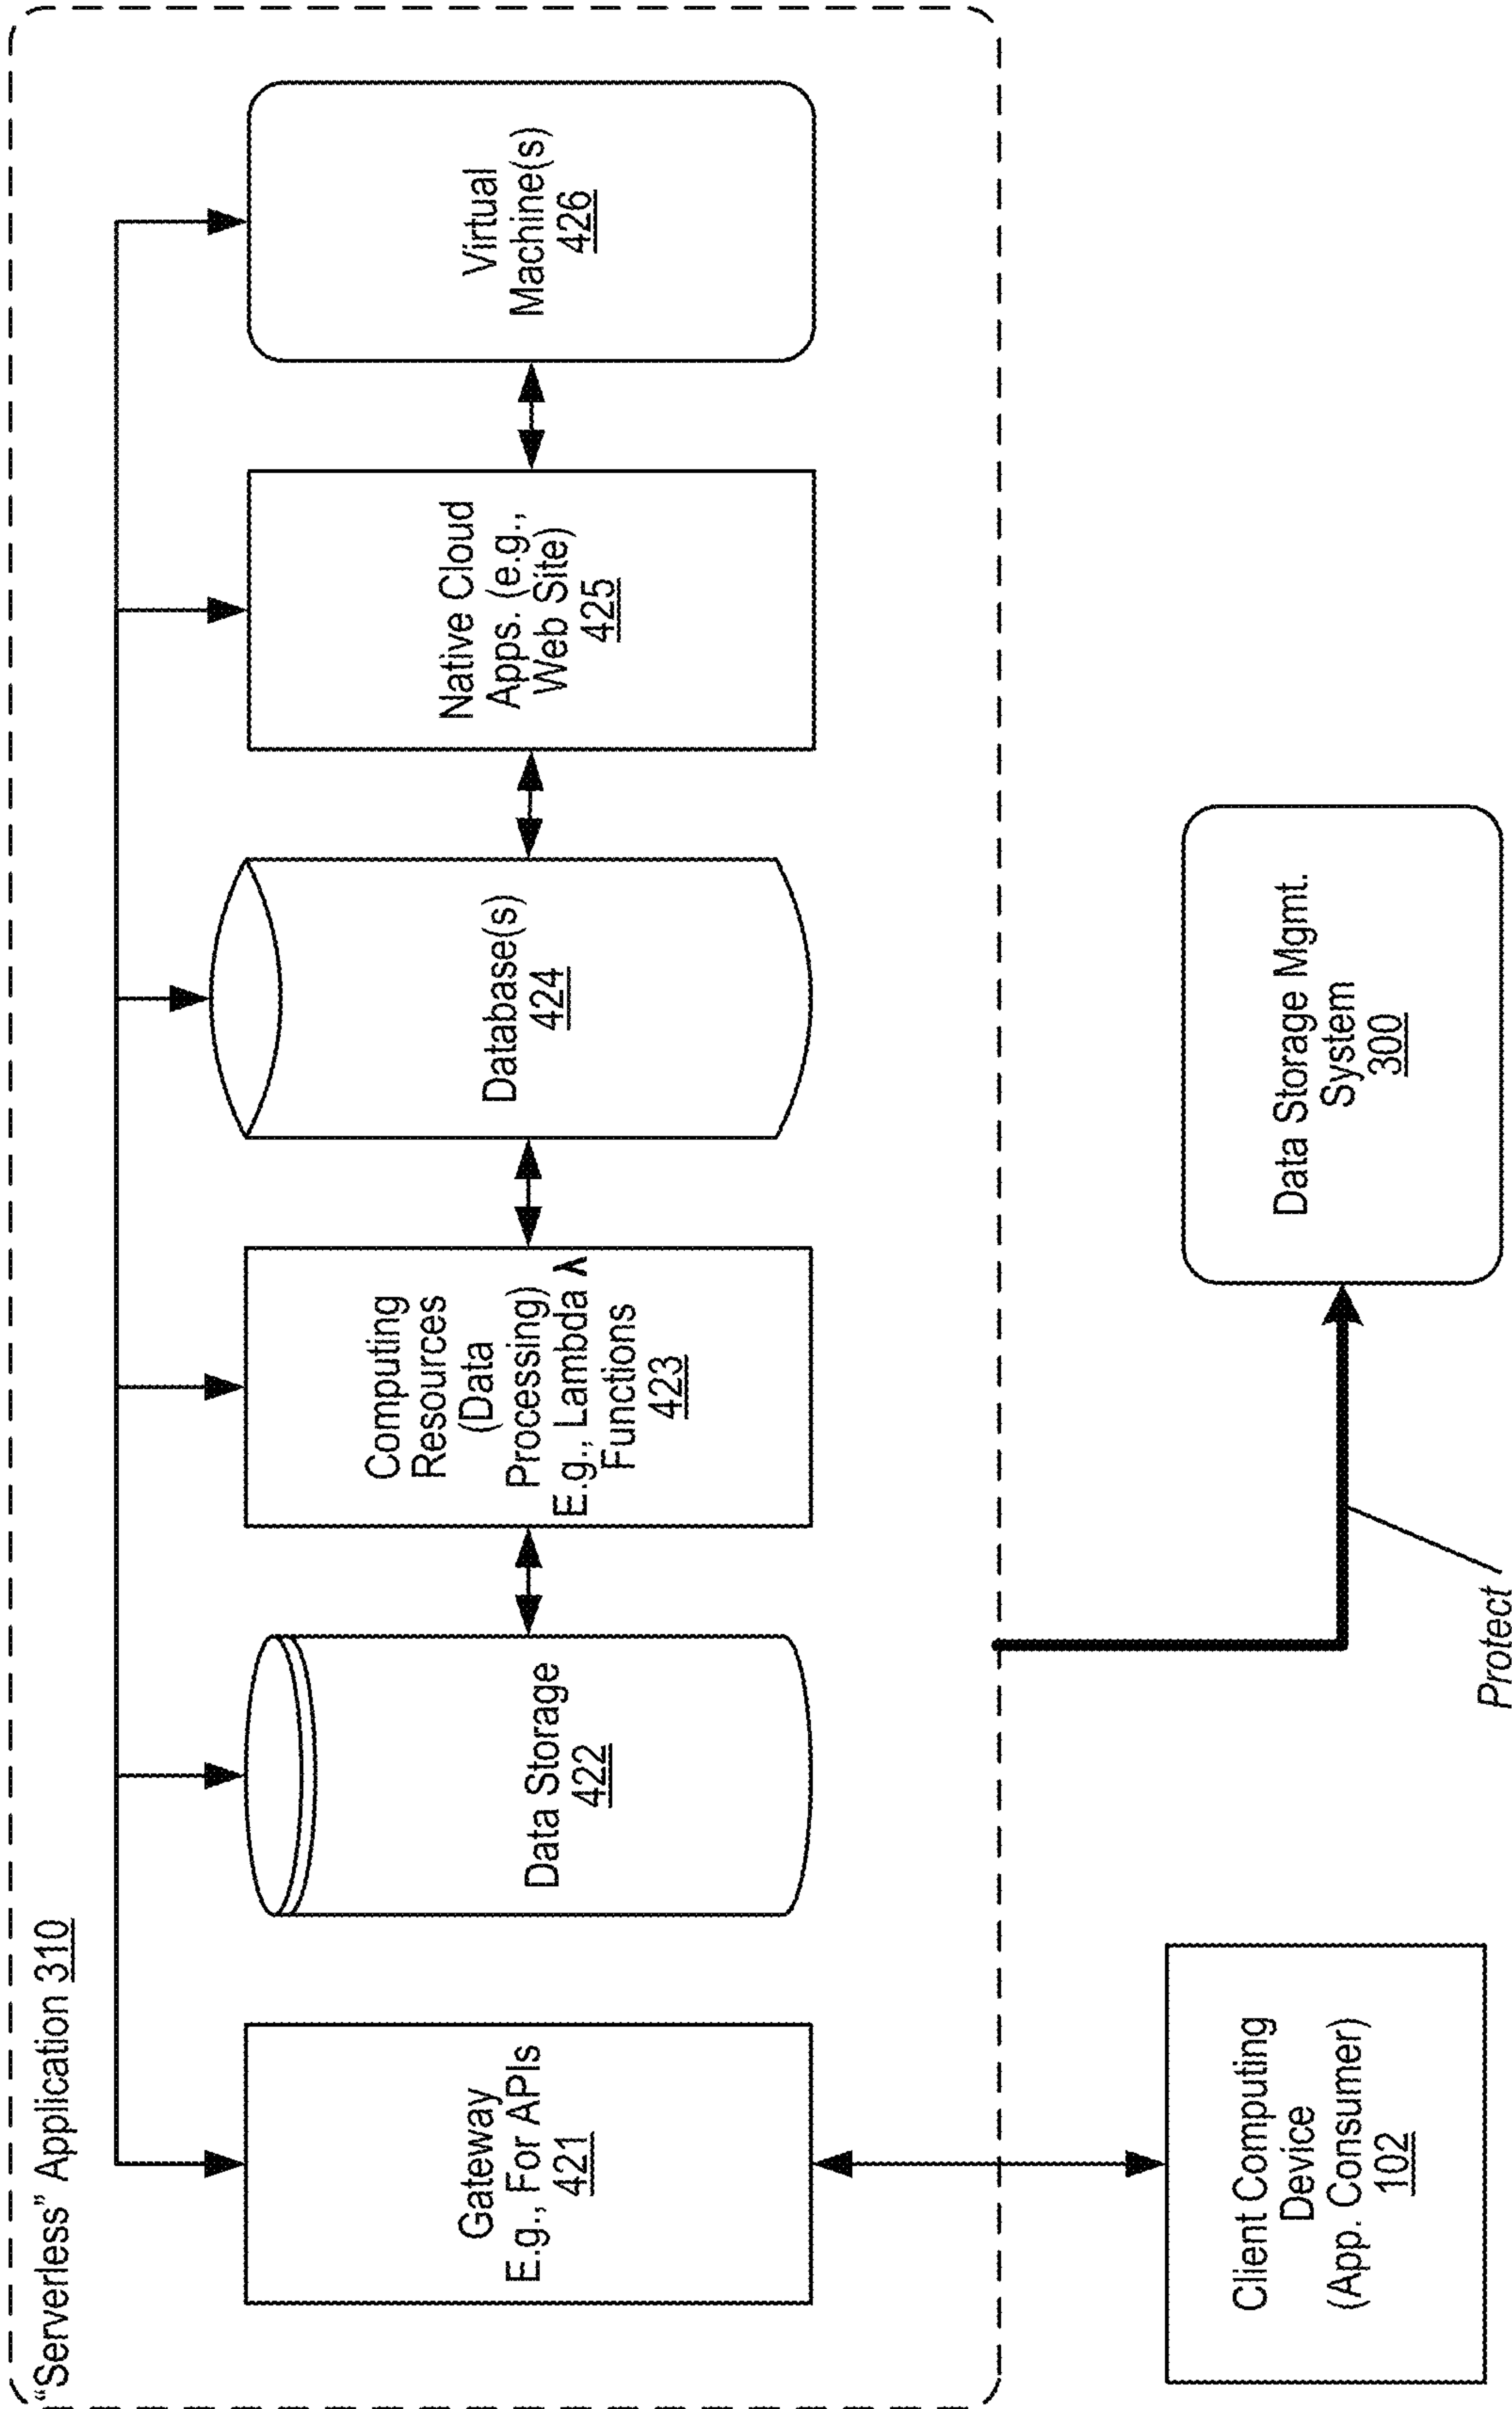 “Serverless” Application 310
Gateway
E.g., For APIs
421
Data Storage
422
Computing
Resources
(Data
Processing)
E.g., Lambda λ
Functions
423
Database(s)
424
Native Cloud
Apps. (e.g.,
Web Site)
425
Virtual
Machine(s)
426
Client Computing
Device
(App. Consumer)
102
Protect
Data Storage Mgmt.
System
300